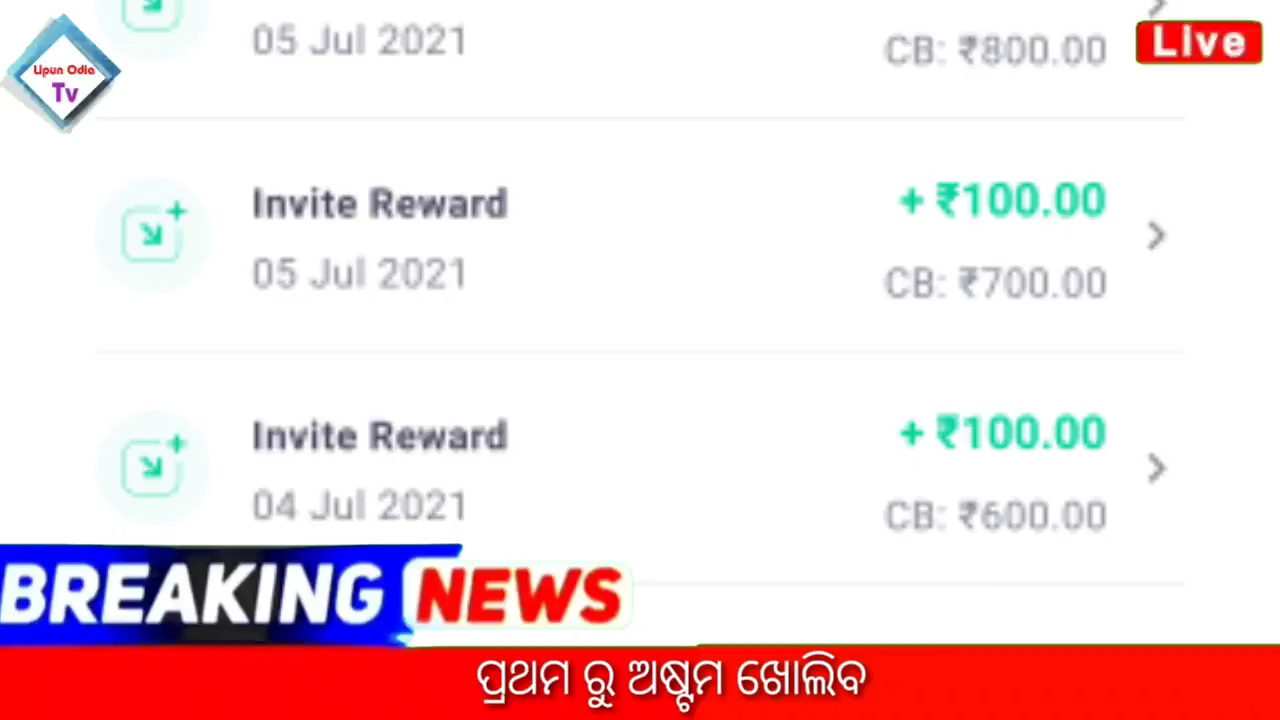 05 Jul 2021
CB: ₹800.00
Live
Lipun Odia
Tv
Invite Reward
+ ₹100.00
05 Jul 2021
CB: ₹700.00
Invite Reward
+ ₹100.00
04 Jul 2021
CB: ₹600.00
BREAKING NEWS
ପ୍ରଥମ ରୁ ଅଷ୍ଟମ ଖୋଲିବ